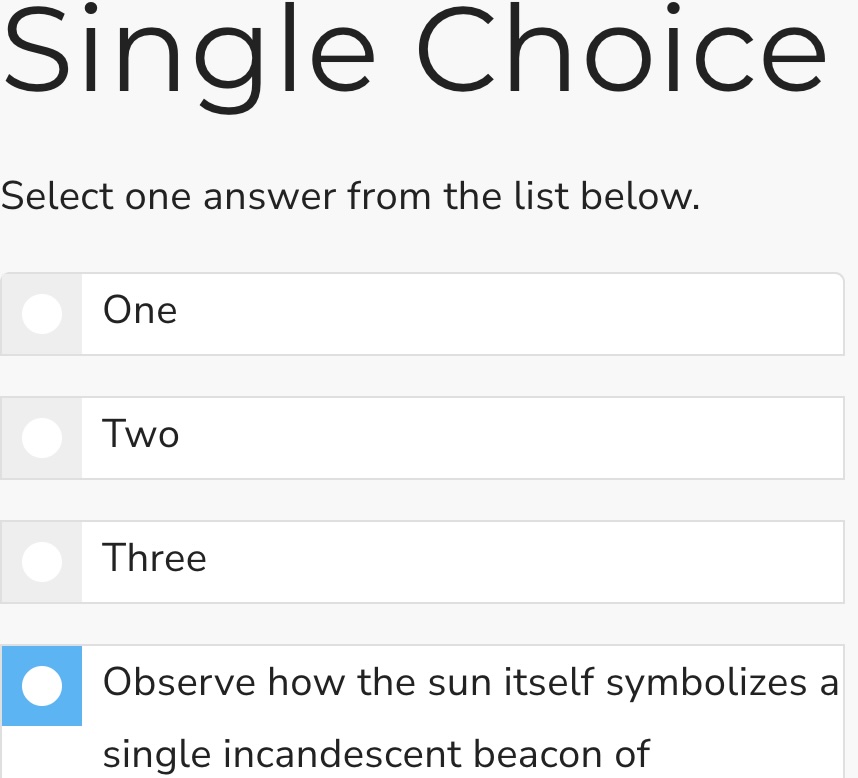 Single Choice
Select one answer from the list below.
One
Two
Three
Observe how the sun itself symbolizes a
single incandescent beacon of